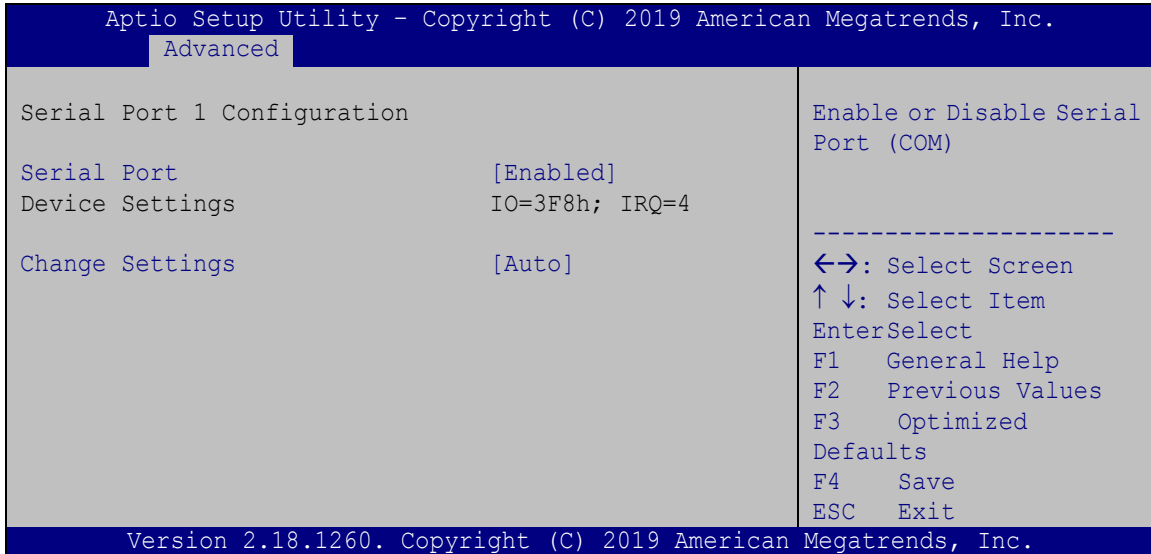 Aptio Setup Utility – Copyright (C) 2019 American Megatrends, Inc.
Advanced
Serial Port 1 Configuration
Serial Port [Enabled]
Device Settings IO=3F8h; IRQ=4
Change Settings [Auto]
Enable or Disable Serial
Port (COM)
---------------------
←→: Select Screen
↑ ↓: Select Item
EnterSelect
F1 General Help
F2 Previous Values
F3 Optimized
Defaults
F4 Save
ESC Exit
Version 2.18.1260. Copyright (C) 2019 American Megatrends, Inc.